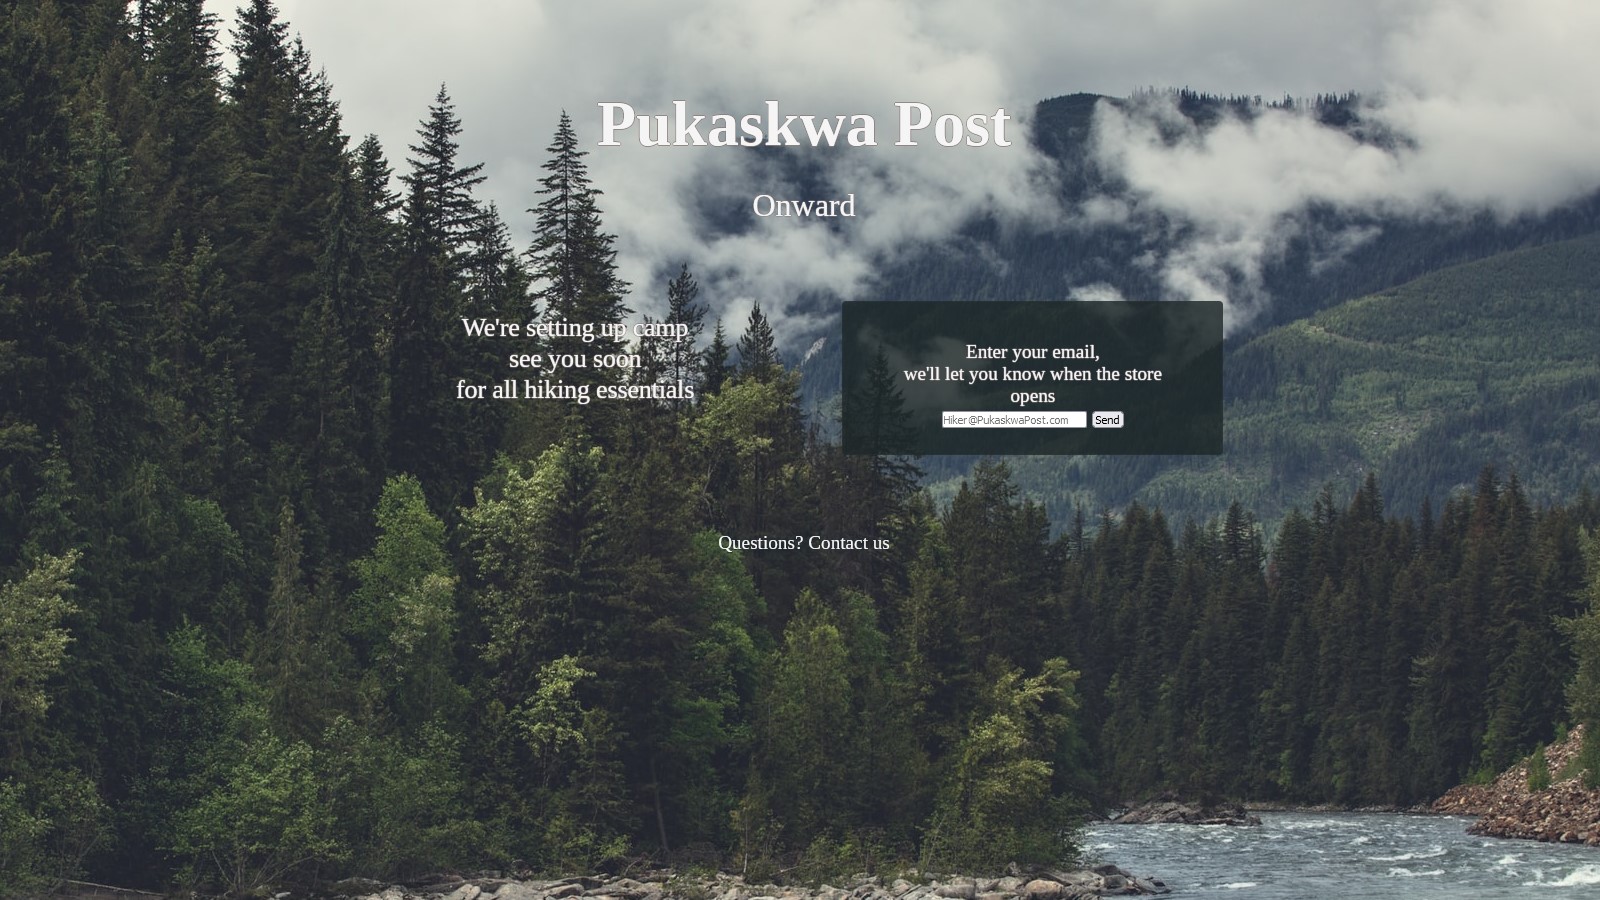 Pukaskwa Post
Onward
We're setting up camp
see you soon
for all hiking essentials
Enter your email,
we'll let you know when the store
opens
Hiker@PukaskwaPost.com Send
Questions? Contact us